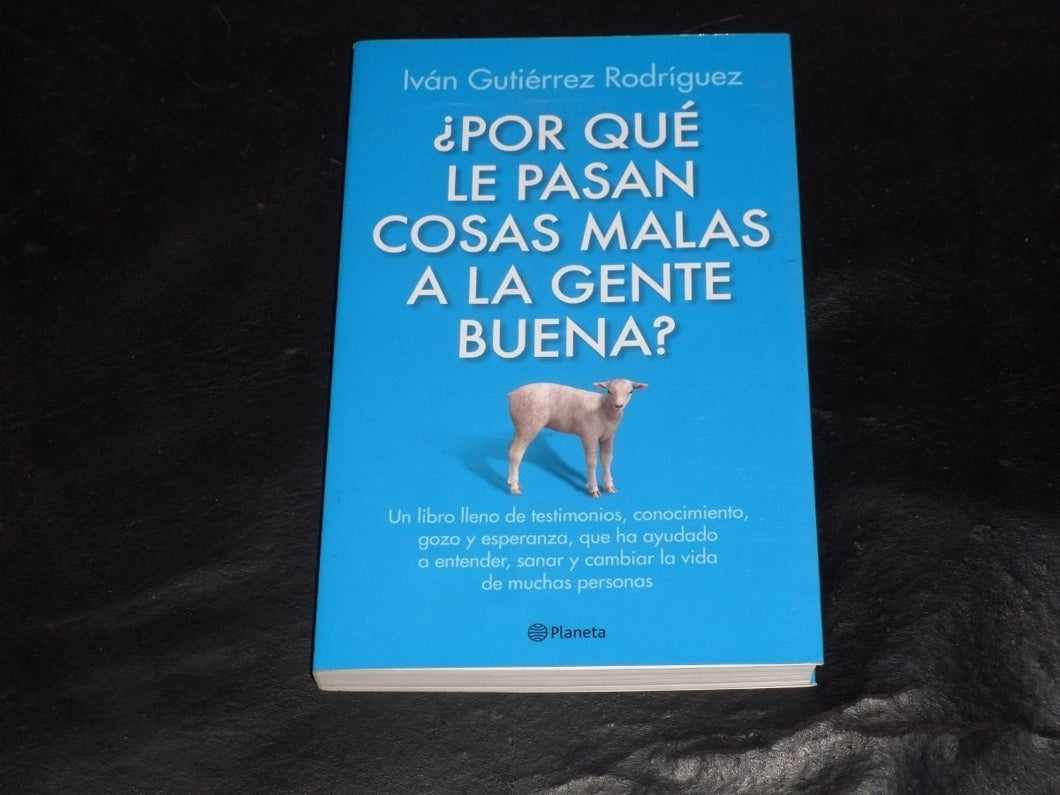 Iván Gutiérrez Rodríguez
¿POR QUÉ
LE PASAN
COSAS MALAS
A LA GENTE
BUENA?
Un libro lleno de testimonios, conocimiento,
gozo y esperanza, que ha ayudado
a entender, sanar y cambiar la vida
de muchas personas
Planeta